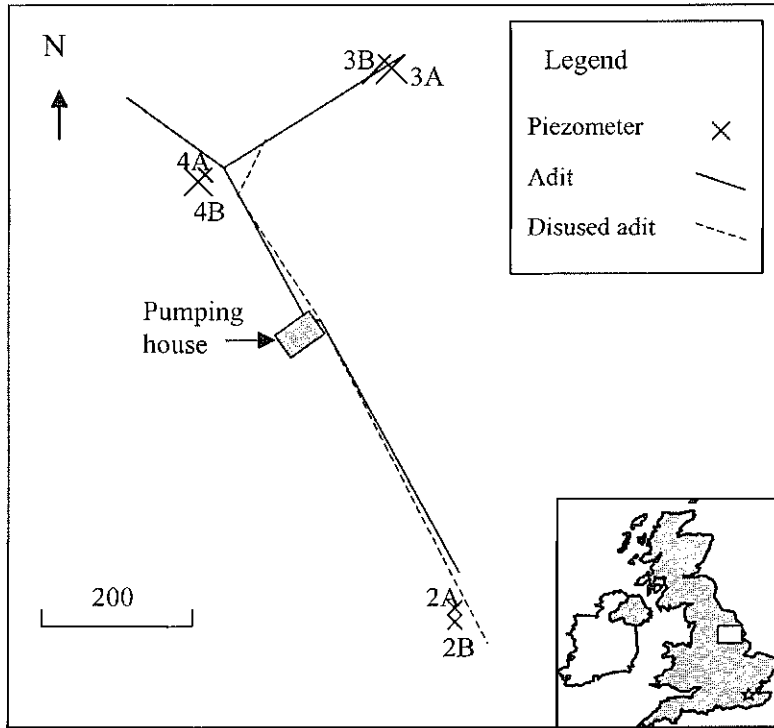 N
3B
3A
Legend
Piezometer
Adit
Disused adit
4A
4B
Pumping
house
200
2A
2B